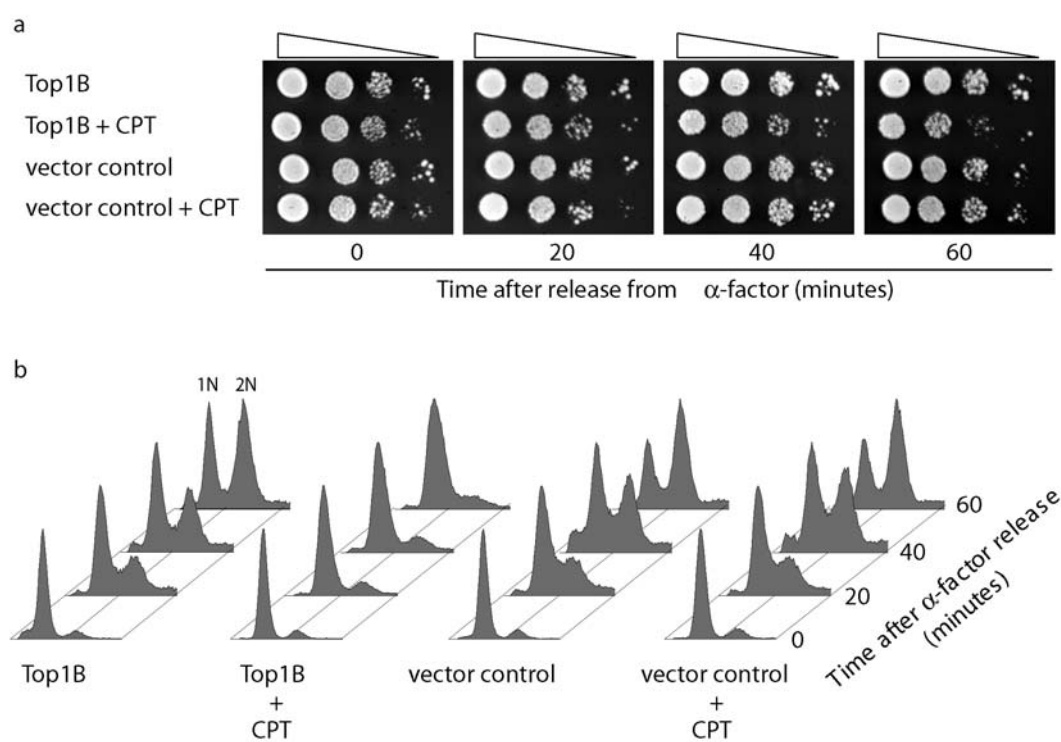 a
Top1B
Top1B + CPT
vector control
vector control + CPT
0 20 40 60
Time after release from α-factor (minutes)
b
1N 2N
60
40
20
0
Time after α-factor release
(minutes)
Top1B
Top1B
+
CPT
vector control
vector control
+
CPT